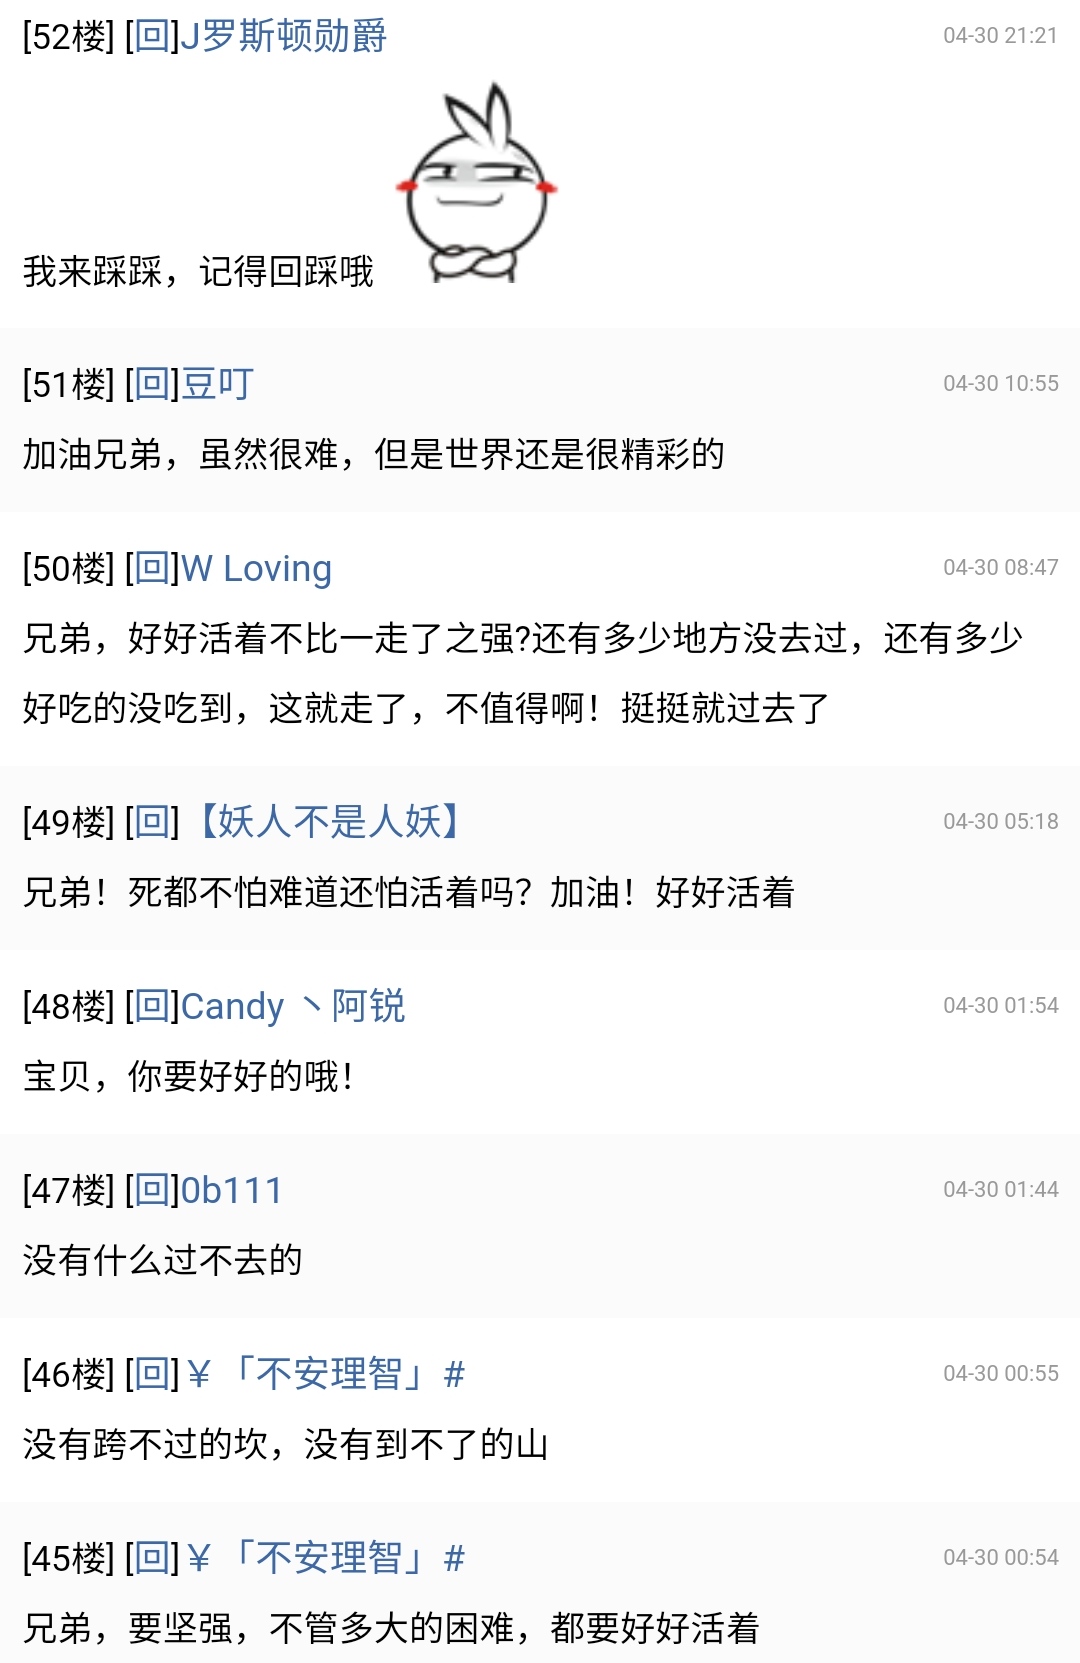 [52楼] [回]J罗斯顿勋爵 04-30 21:21
我来踩踩，记得回踩哦
[51楼] [回]豆叮 04-30 10:55
加油兄弟，虽然很难，但是世界还是很精彩的
[50楼] [回]W Loving 04-30 08:47
兄弟，好好活着不比一走了之强?还有多少地方没去过，还有多少
好吃的没吃到，这就走了，不值得啊！挺挺就过去了
[49楼] [回]【妖人不是人妖】 04-30 05:18
兄弟！死都不怕难道还怕活着吗？加油！好好活着
[48楼] [回]Candy 丶阿锐 04-30 01:54
宝贝，你要好好的哦！
[47楼] [回]0b111 04-30 01:44
没有什么过不去的
[46楼] [回]￥「不安理智」# 04-30 00:55
没有跨不过的坎，没有到不了的山
[45楼] [回]￥「不安理智」# 04-30 00:54
兄弟，要坚强，不管多大的困难，都要好好活着